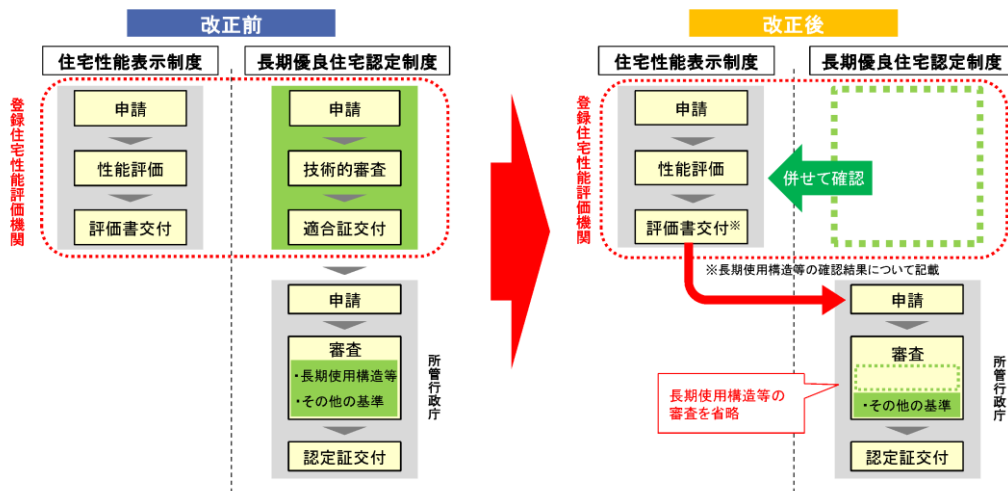 改正前
住宅性能表示制度
長期優良住宅認定制度
登録住宅性能評価機関
申請
性能評価
評価書交付
申請
技術的審査
適合証交付
申請
審査
・長期使用構造等
・その他の基準
認定証交付
所管行政庁
改正後
住宅性能表示制度
長期優良住宅認定制度
登録住宅性能評価機関
申請
性能評価
評価書交付※
併せて確認
※長期使用構造等の確認結果について記載
申請
審査
・その他の基準
認定証交付
所管行政庁
長期使用構造等の
審査を省略